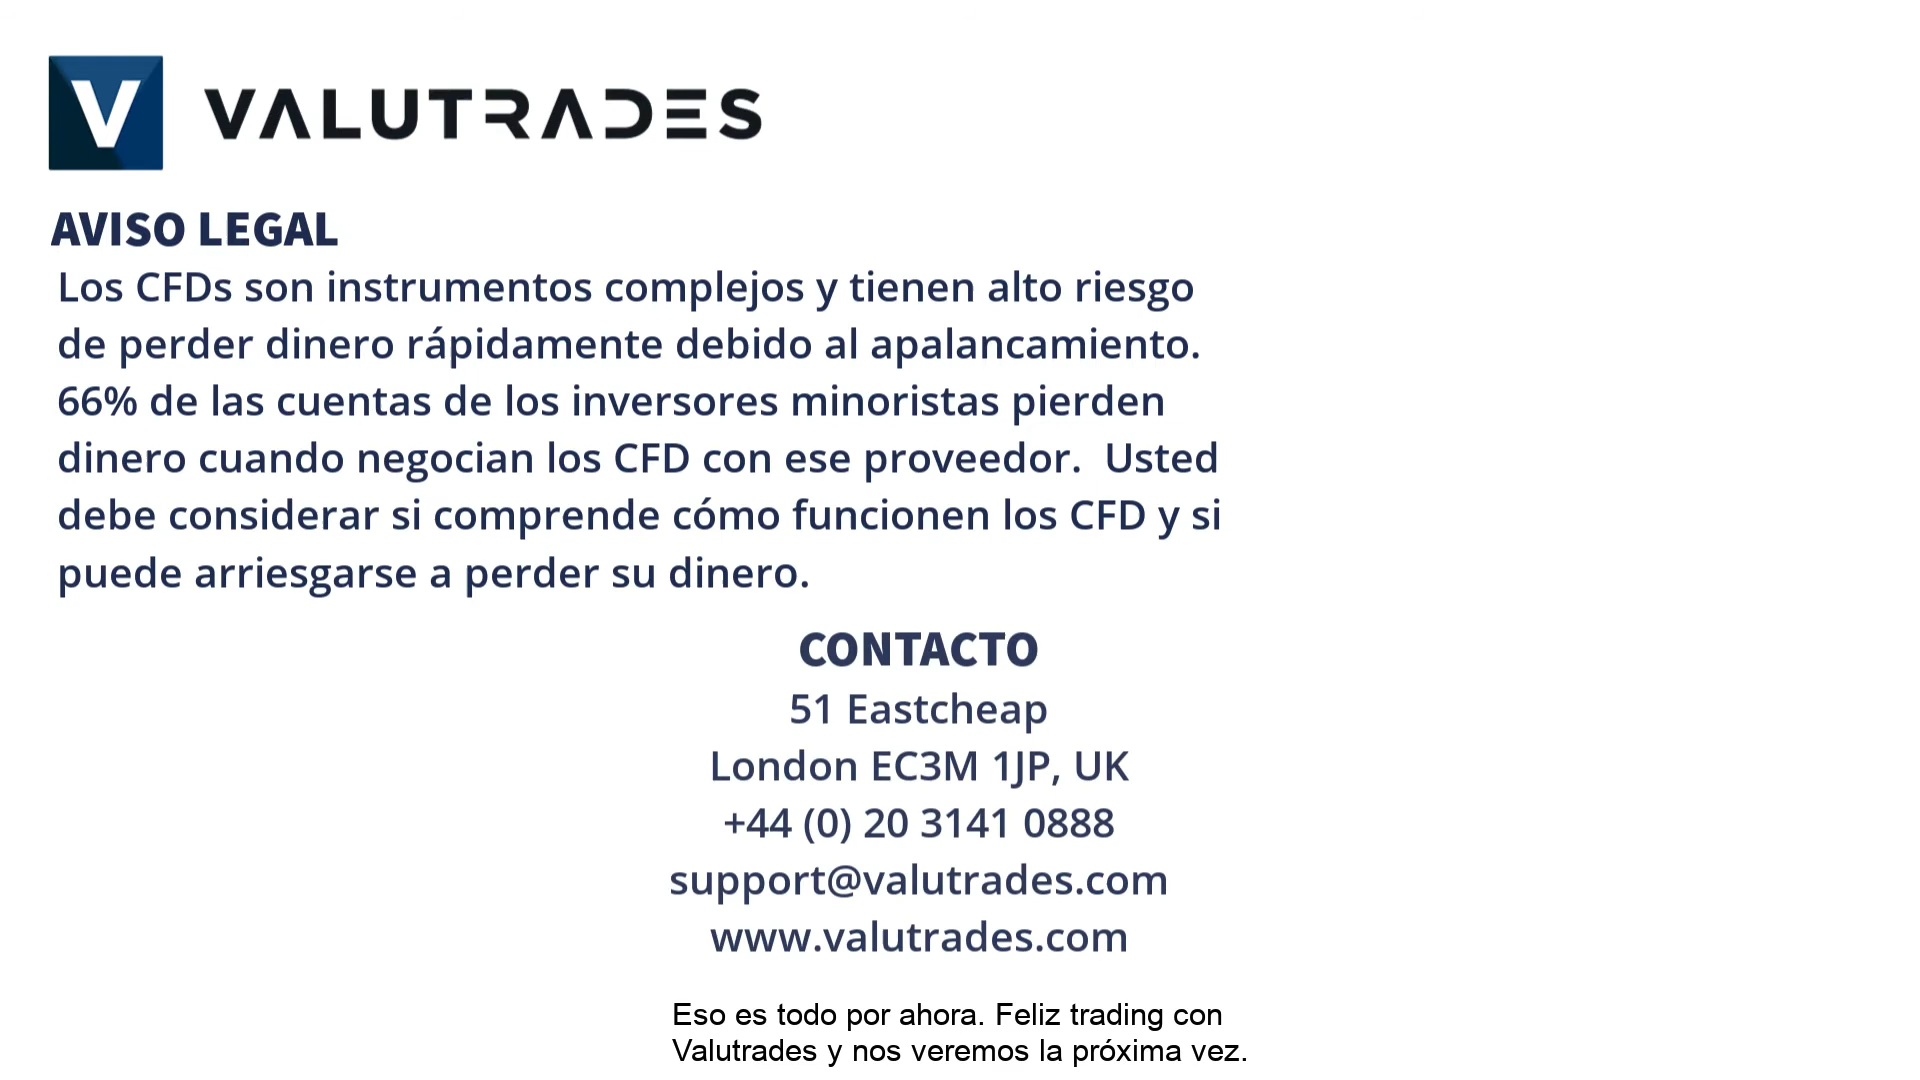 V VALUTRADES
AVISO LEGAL
Los CFDs son instrumentos complejos y tienen alto riesgo
de perder dinero rápidamente debido al apalancamiento.
66% de las cuentas de los inversores minoristas pierden
dinero cuando negocian los CFD con ese proveedor.  Usted
debe considerar si comprende cómo funcionen los CFD y si
puede arriesgarse a perder su dinero.
CONTACTO
51 Eastcheap
London EC3M 1JP, UK
+44 (0) 20 3141 0888
support@valutrades.com
www.valutrades.com
Eso es todo por ahora. Feliz trading con
Valutrades y nos veremos la próxima vez.